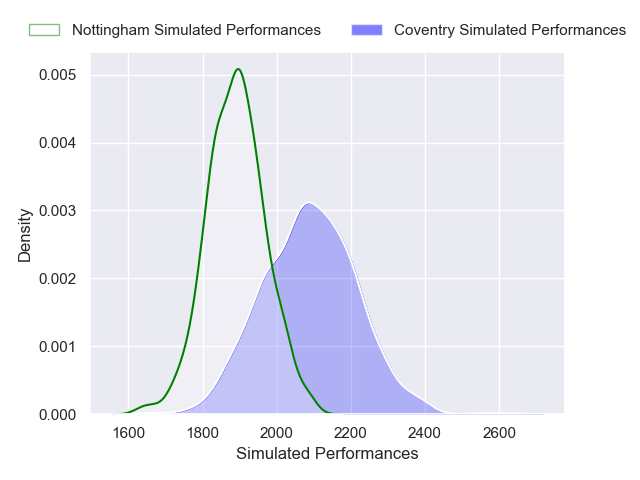 Nottingham Simulated Performances Coventry Simulated Performances
0.005
0.004
0.003
0.002
0.001
0.000
Density
1600 1800 2000 2200 2400 2600
Simulated Performances